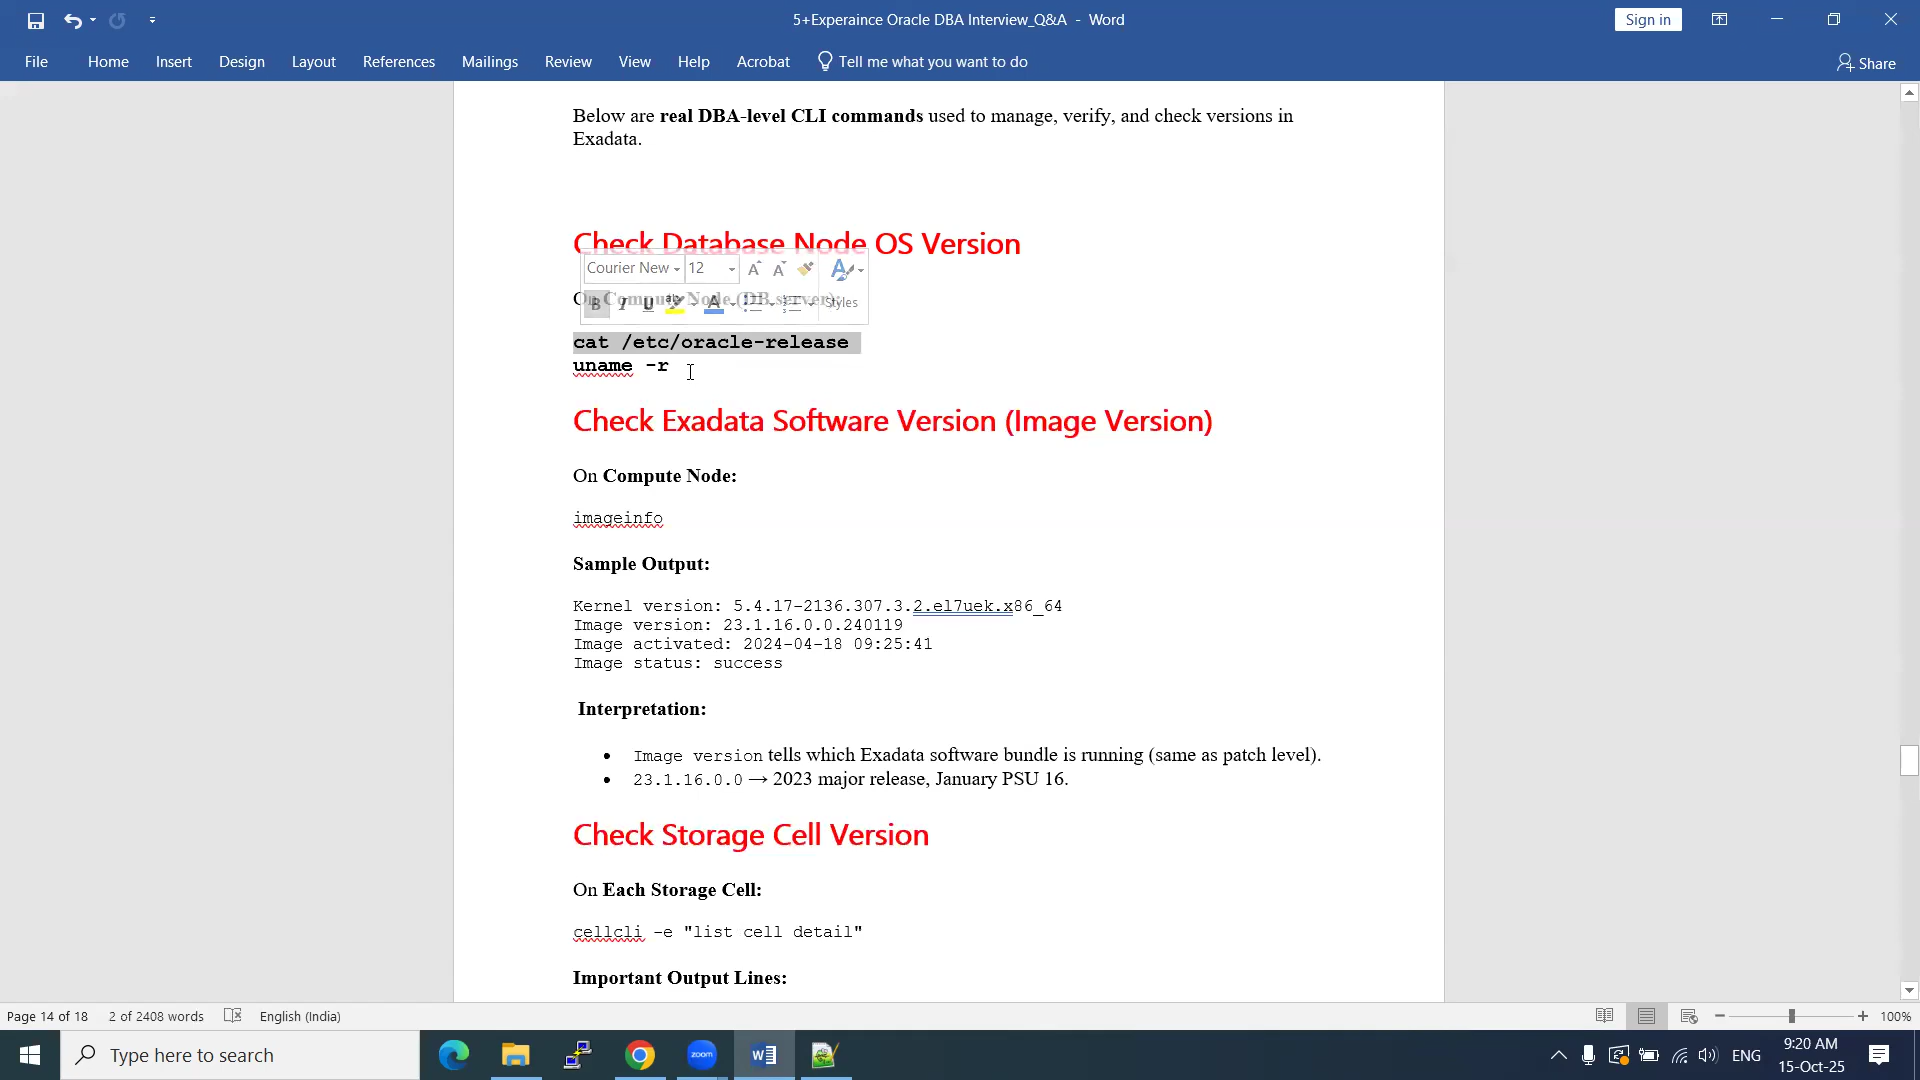 5+Experaince Oracle DBA Interview_Q&A - Word
Sign in
File Home Insert Design Layout References Mailings Review View Help Acrobat Tell me what you want to do
Share
Below are real DBA-level CLI commands used to manage, verify, and check versions in
Exadata.
Check Database Node OS Version
Courier New 12
On Compute Node (DB server):
B I U ab A Styles
cat /etc/oracle-release
uname -r
Check Exadata Software Version (Image Version)
On Compute Node:
imageinfo
Sample Output:
Kernel version: 5.4.17-2136.307.3.2.el7uek.x86_64
Image version: 23.1.16.0.0.240119
Image activated: 2024-04-18 09:25:41
Image status: success
Interpretation:
• Image version tells which Exadata software bundle is running (same as patch level).
• 23.1.16.0.0 → 2023 major release, January PSU 16.
Check Storage Cell Version
On Each Storage Cell:
cellcli -e "list cell detail"
Important Output Lines:
Page 14 of 18 2 of 2408 words English (India)
100%
Type here to search
zoom
ENG
9:20 AM
15-Oct-25